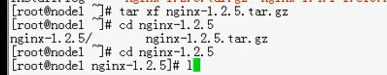 [root@node1 ~]# tar xf nginx-1.2.5.tar.gz
[root@node1 ~]# cd nginx-1.2.5
nginx-1.2.5/ nginx-1.2.5.tar.gz
[root@node1 ~]# cd nginx-1.2.5
[root@node1 nginx-1.2.5]# l